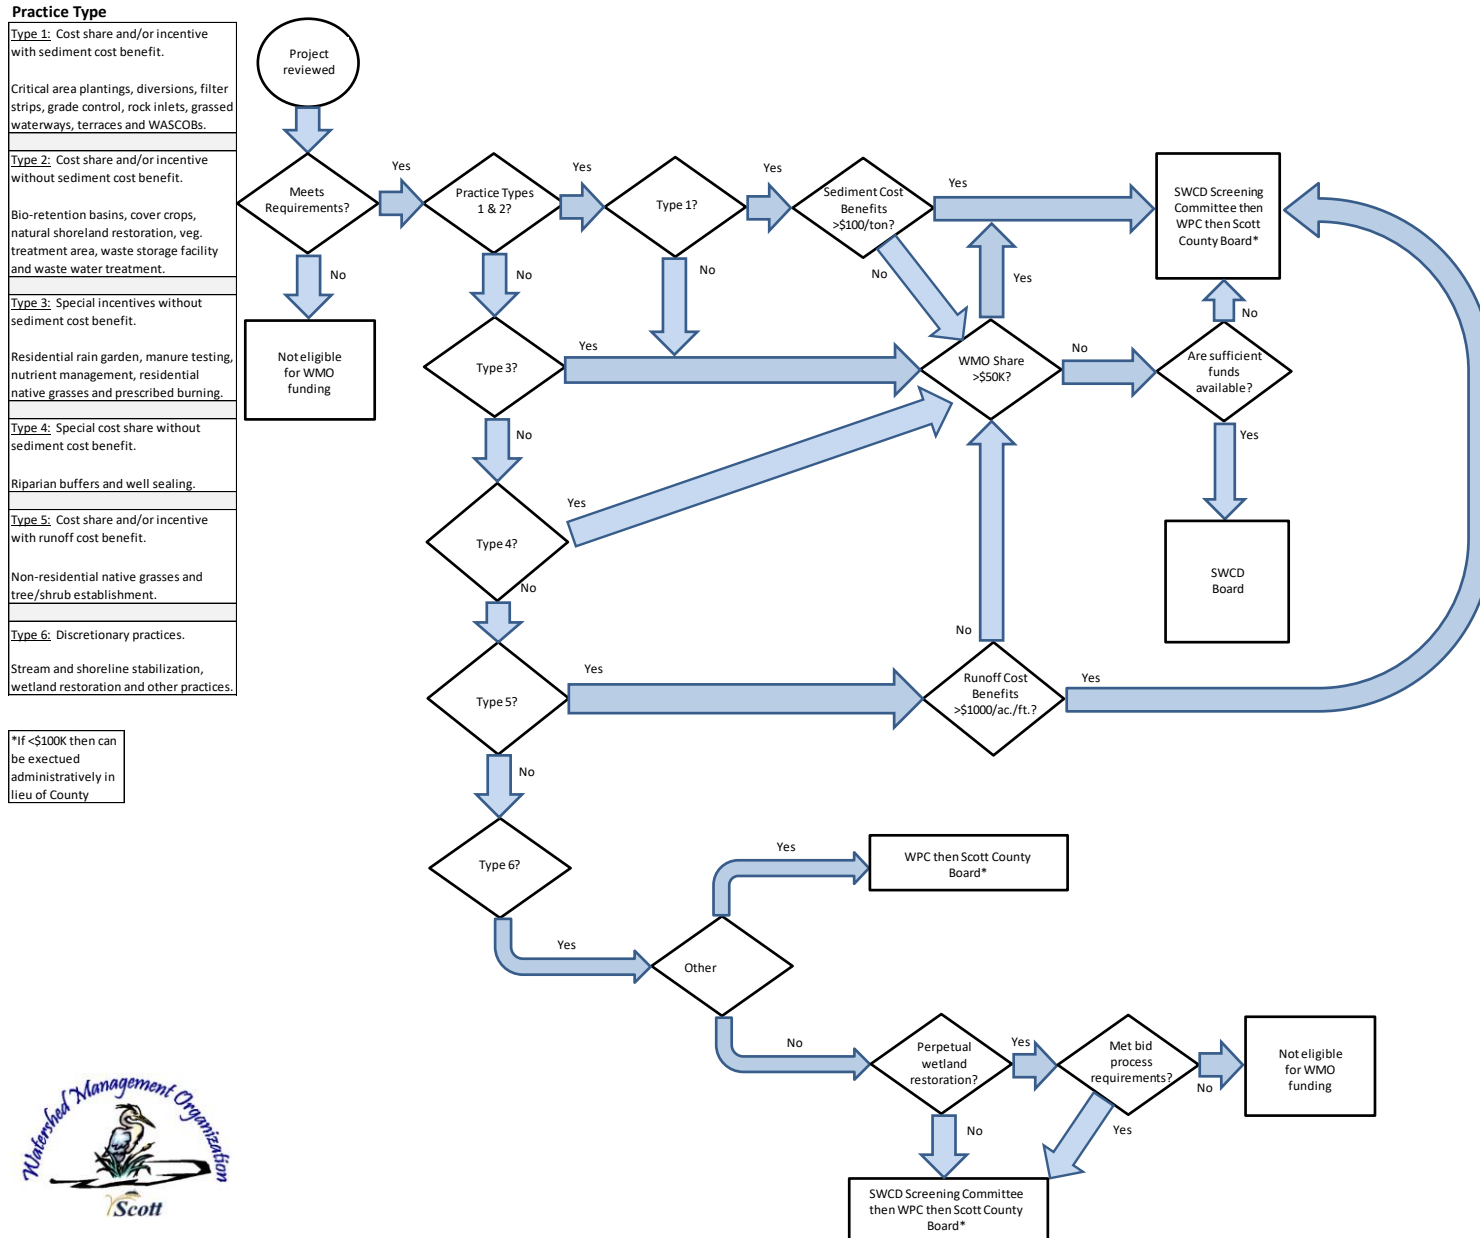 Practice Type
Type 1: Cost share and/or incentive
with sediment cost benefit.
Critical area plantings, diversions, filter
strips, grade control, rock inlets, grassed
waterways, terraces and WASCOBs.
Type 2: Cost share and/or incentive
without sediment cost benefit.
Bio-retention basins, cover crops,
natural shoreland restoration, veg.
treatment area, waste storage facility
and waste water treatment.
Type 3: Special incentives without
sediment cost benefit.
Residential rain garden, manure testing,
nutrient management, residential
native grasses and prescribed burning.
Type 4: Special cost share without
sediment cost benefit.
Riparian buffers and well sealing.
Type 5: Cost share and/or incentive
with runoff cost benefit.
Non-residential native grasses and
tree/shrub establishment.
Type 6: Discretionary practices.
Stream and shoreline stabilization,
wetland restoration and other practices.
*If <$100K then can
be exectued
administratively in
lieu of County
Project
reviewed
Meets
Requirements?
Yes
No
Not eligible
for WMO
funding
Practice Types
1 & 2?
Yes
No
Type 1?
Yes
No
Sediment Cost
Benefits
>$100/ton?
Yes
No
SWCD Screening
Committee then
WPC then Scott
County Board*
Type 3?
Yes
No
WMO Share
>$50K?
Yes
No
Are sufficient
funds
available?
No
Yes
SWCD
Board
Type 4?
Yes
No
Type 5?
Yes
No
Runoff Cost
Benefits
>$1000/ac./ft.?
No
Yes
Type 6?
Yes
Other
Yes
WPC then Scott County
Board*
No
Perpetual
wetland
restoration?
Yes
No
Met bid
process
requirements?
No
Yes
Not eligible
for WMO
funding
SWCD Screening Committee
then WPC then Scott County
Board*
Watershed Management Organization
Scott